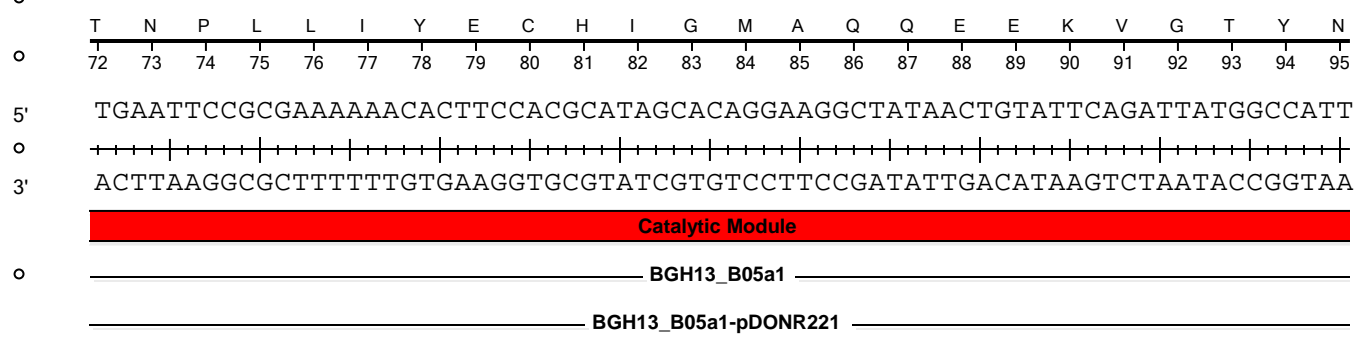 T N P L L I Y E C H I G M A Q Q E E K V G T Y N
72 73 74 75 76 77 78 79 80 81 82 83 84 85 86 87 88 89 90 91 92 93 94 95
5' TGAATTCCGCGAAAAAACACTTCCACGCATAGCACAGGAAGGCTATAACTGTATTCAGATTATGGCCATT
3' ACTTAAGGCGCTTTTTTGTGAAGGTGCGTATCGTGTCCTTCCGATATTGACATAAGTCTAATACCGGTAA
Catalytic Module
BGH13_B05a1
BGH13_B05a1-pDONR221